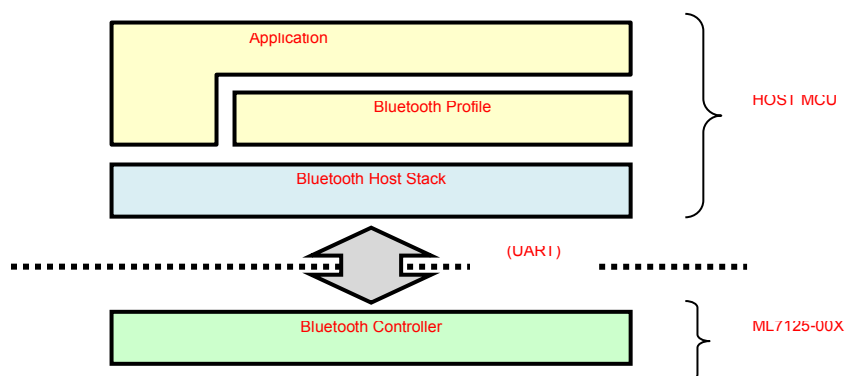 Application
HOST MCU
Bluetooth Profile
Bluetooth Host Stack
(UART)
Bluetooth Controller
ML7125-00X